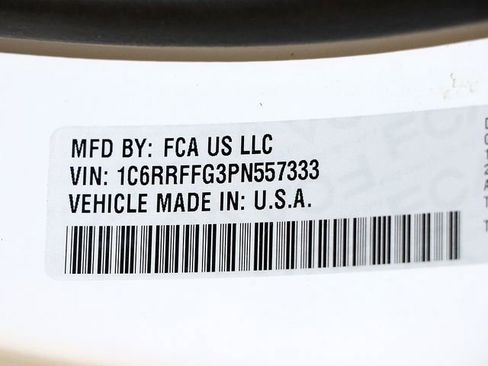 MFD BY: FCA US LLC
VIN: 1C6RRFFG3PN557333
VEHICLE MADE IN: U.S.A.